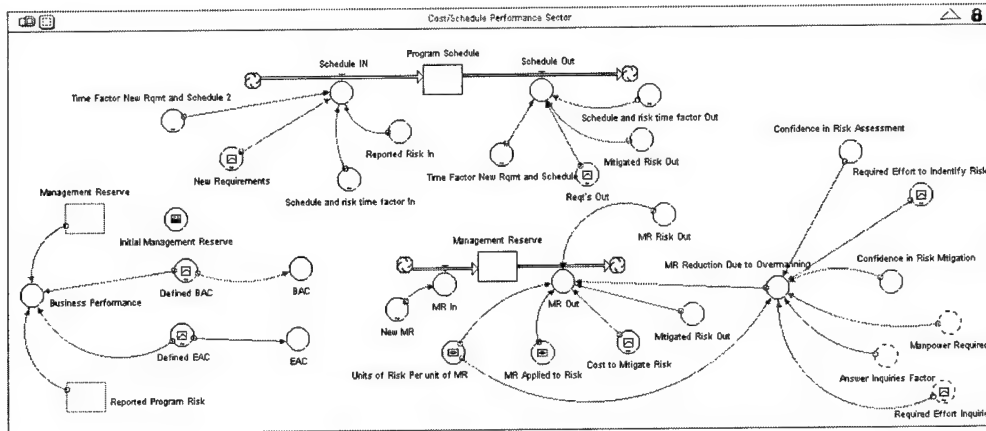 Cost/Schedule Performance Sector
Program Schedule
Schedule IN
Schedule Out
Time Factor New Rqmt and Schedule 2
Schedule and risk time factor Out
Confidence in Risk Assessment
Reported Risk In
Mitigated Risk Out
New Requirements
Time Factor New Rqmt and Schedule
Required Effort to Indentify Risk
Management Reserve
Schedule and risk time factor In
Reqt's Out
Initial Management Reserve
Management Reserve
MR Risk Out
MR Reduction Due to Overmanning
Confidence in Risk Mitigation
Business Performance
Defined BAC
BAC
MR In
MR Out
New MR
Mitigated Risk Out
Manpower Required
Defined EAC
EAC
Units of Risk Per unit of MR
MR Applied to Risk
Cost to Mitigate Risk
Answer Inquiries Factor
Reported Program Risk
Required Effort Inquirie